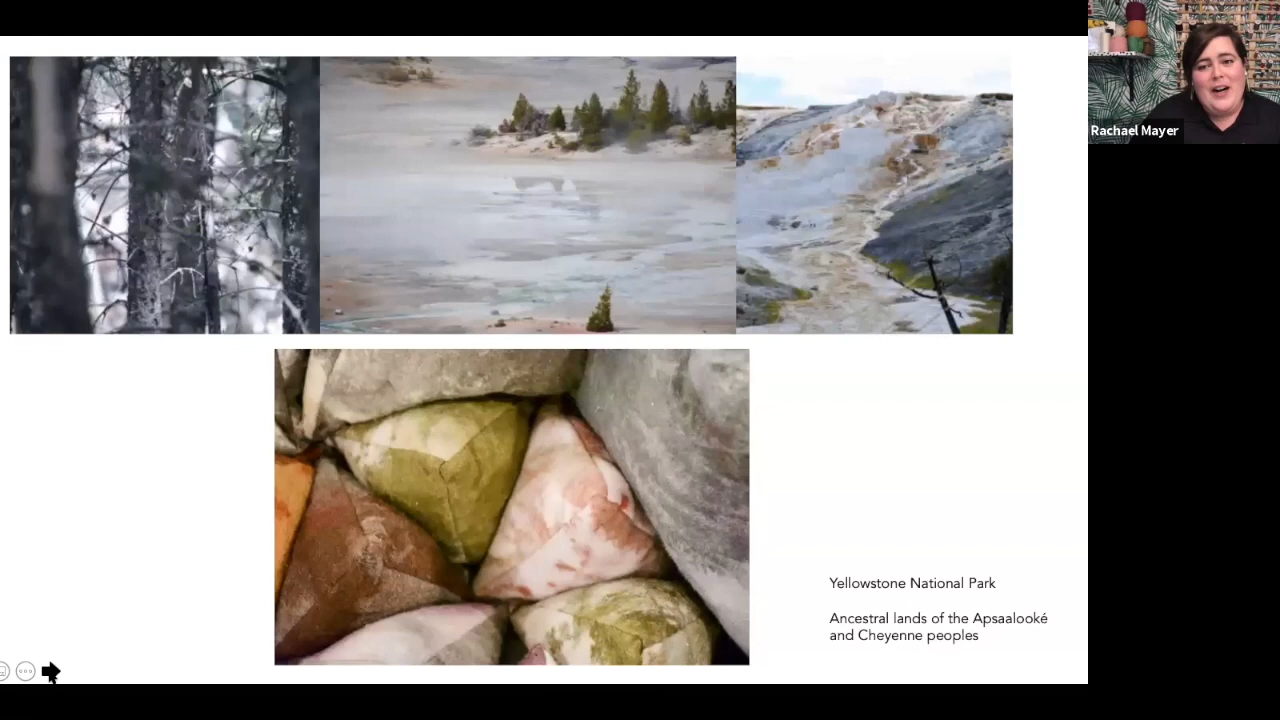 Rachael Mayer
Yellowstone National Park
Ancestral lands of the Apsaalooké
and Cheyenne peoples